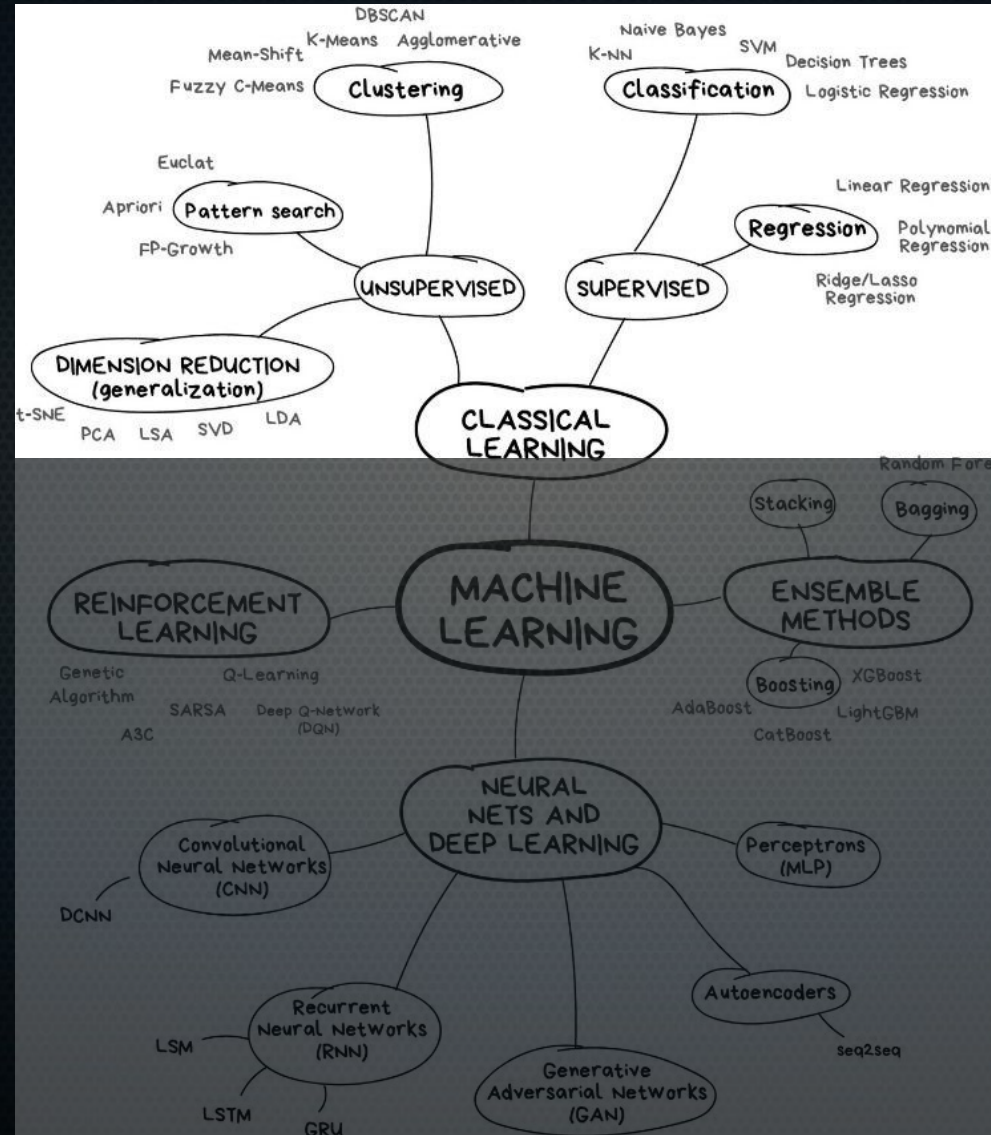 DBSCAN
K-Means
Agglomerative
Mean-Shift
Fuzzy C-Means
Clustering
Naive Bayes
K-NN
SVM
Decision Trees
Classification
Logistic Regression
Euclat
Apriori
Pattern search
FP-Growth
Linear Regression
Regression
Polynomial
Regression
Ridge/Lasso
Regression
UNSUPERVISED
SUPERVISED
DIMENSION REDUCTION
(generalization)
t-SNE
PCA
LSA
SVD
LDA
CLASSICAL
LEARNING
Random Fore
Stacking
Bagging
MACHINE
LEARNING
REINFORCEMENT
LEARNING
ENSEMBLE
METHODS
Genetic
Algorithm
Q-Learning
SARSA
Deep Q-Network
(DQN)
A3C
Boosting
XGBoost
AdaBoost
LightGBM
CatBoost
NEURAL
NETS AND
DEEP LEARNING
Convolutional
Neural Networks
(CNN)
DCNN
Perceptrons
(MLP)
Autoencoders
seq2seq
Recurrent
Neural Networks
(RNN)
LSM
LSTM
GRU
Generative
Adversarial Networks
(GAN)